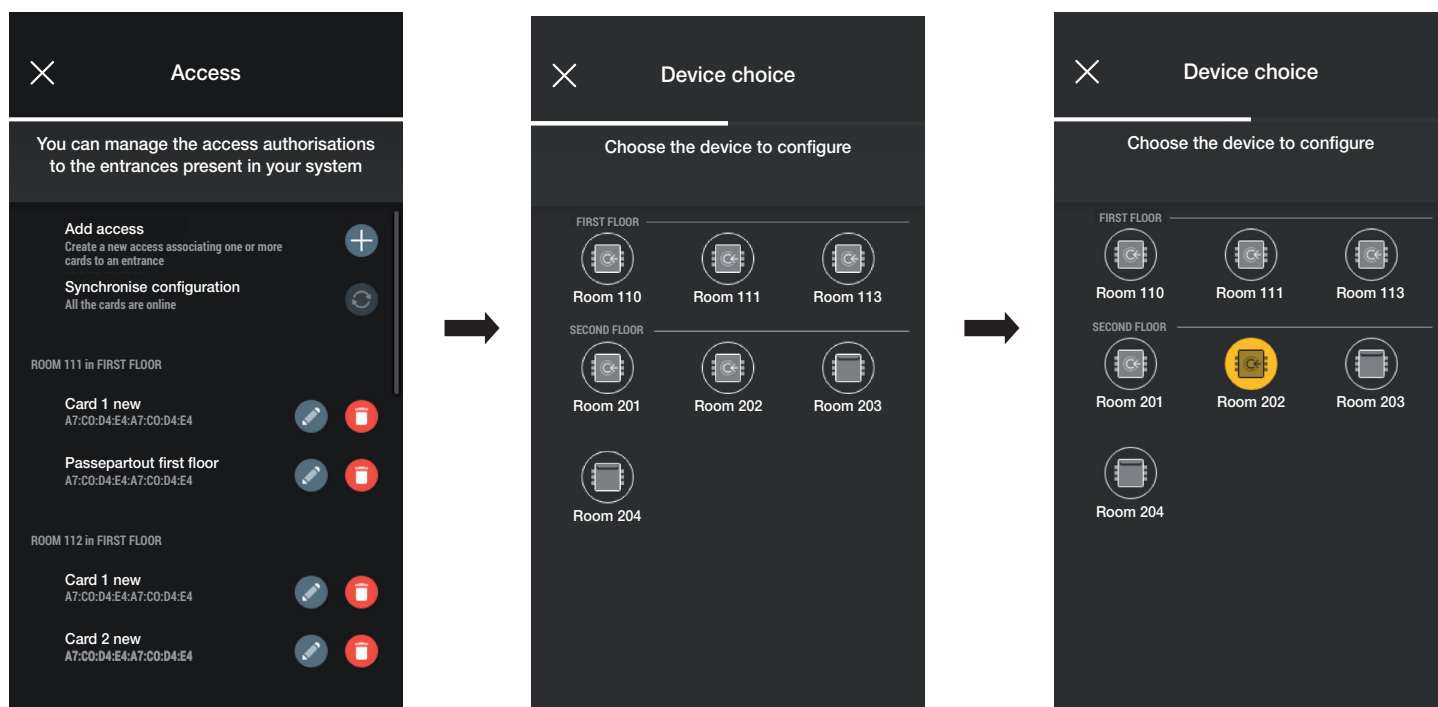 Access
You can manage the access authorisations
to the entrances present in your system
Add access
Create a new access associating one or more
cards to an entrance
Synchronise configuration
All the cards are online
ROOM 111 in FIRST FLOOR
Card 1 new
A7:C0:D4:E4:A7:C0:D4:E4
Passepartout first floor
A7:C0:D4:E4:A7:C0:D4:E4
ROOM 112 in FIRST FLOOR
Card 1 new
A7:C0:D4:E4:A7:C0:D4:E4
Card 2 new
A7:C0:D4:E4:A7:C0:D4:E4
Device choice
Choose the device to configure
FIRST FLOOR
Room 110 Room 111 Room 113
SECOND FLOOR
Room 201 Room 202 Room 203
Room 204
Device choice
Choose the device to configure
FIRST FLOOR
Room 110 Room 111 Room 113
SECOND FLOOR
Room 201 Room 202 Room 203
Room 204